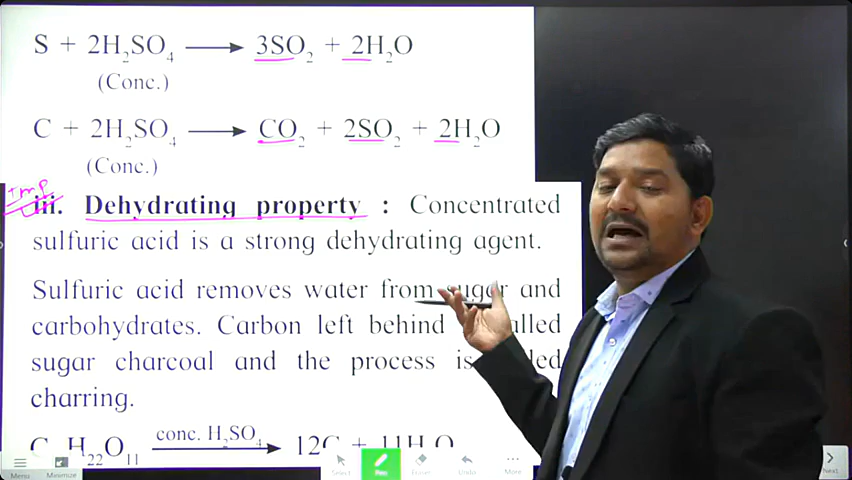 S + 2H₂SO₄ ⟶ 3SO₂ + 2H₂O
(Conc.)
C + 2H₂SO₄ ⟶ CO₂ + 2SO₂ + 2H₂O
(Conc.)
Imp
iii. Dehydrating property : Concentrated
sulfuric acid is a strong dehydrating agent.
Sulfuric acid removes water from sugar and
carbohydrates. Carbon left behind
sugar charcoal and the process is
charring.
conc. H₂SO₄
H₂₂O₁₁ ⟶ 12C + 11H₂O
Menu Minimize Select Pen Eraser Undo More